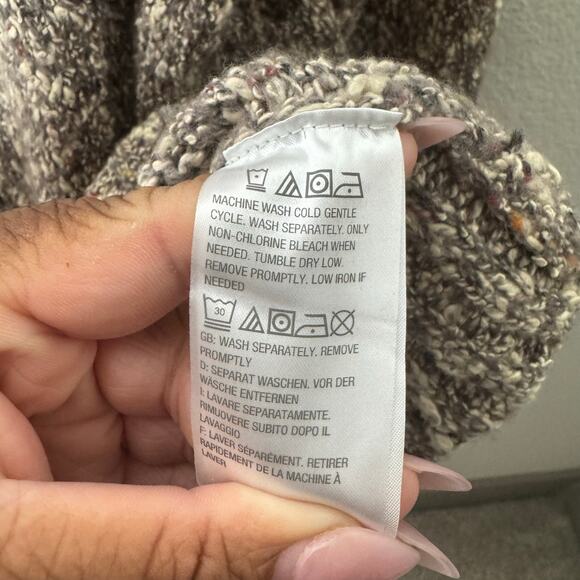 MACHINE WASH COLD GENTLE
CYCLE. WASH SEPARATELY. ONLY
NON-CHLORINE BLEACH WHEN
NEEDED. TUMBLE DRY LOW.
REMOVE PROMPTLY. LOW IRON IF
NEEDED
30
GB: WASH SEPARATELY. REMOVE
PROMPTLY
D: SEPARAT WASCHEN. VOR DER
WÄSCHE ENTFERNEN
I: LAVARE SEPARATAMENTE.
RIMUOVERE SUBITO DOPO IL
LAVAGGIO
F: LAVER SÉPARÉMENT. RETIRER
RAPIDEMENT DE LA MACHINE À
LAVER